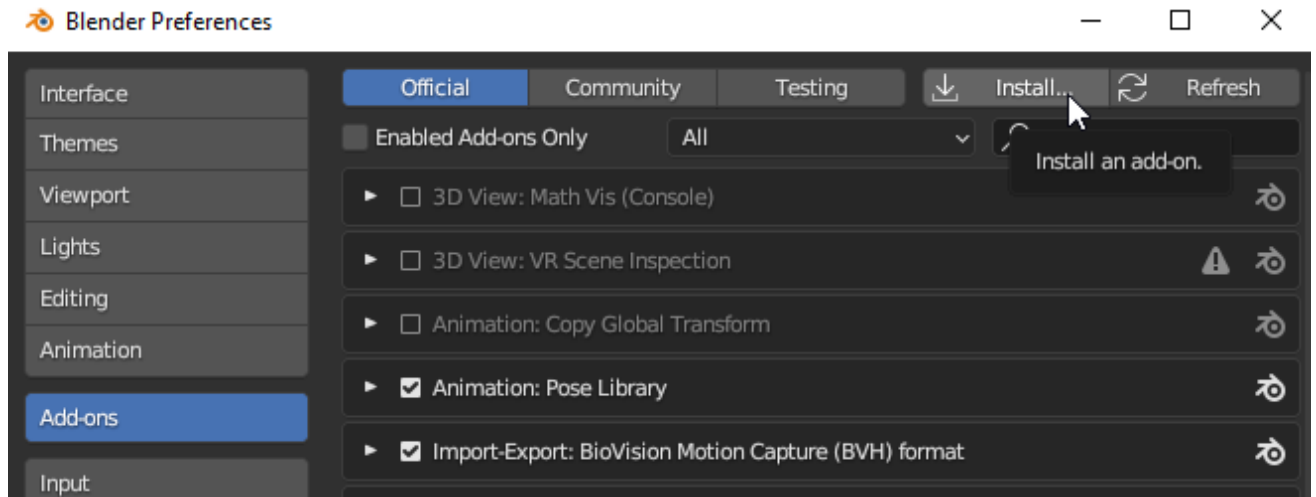 Blender Preferences
Interface
Themes
Viewport
Lights
Editing
Animation
Add-ons
Input
Official Community Testing Install... Refresh
Enabled Add-ons Only All
Install an add-on.
3D View: Math Vis (Console)
3D View: VR Scene Inspection
Animation: Copy Global Transform
Animation: Pose Library
Import-Export: BioVision Motion Capture (BVH) format